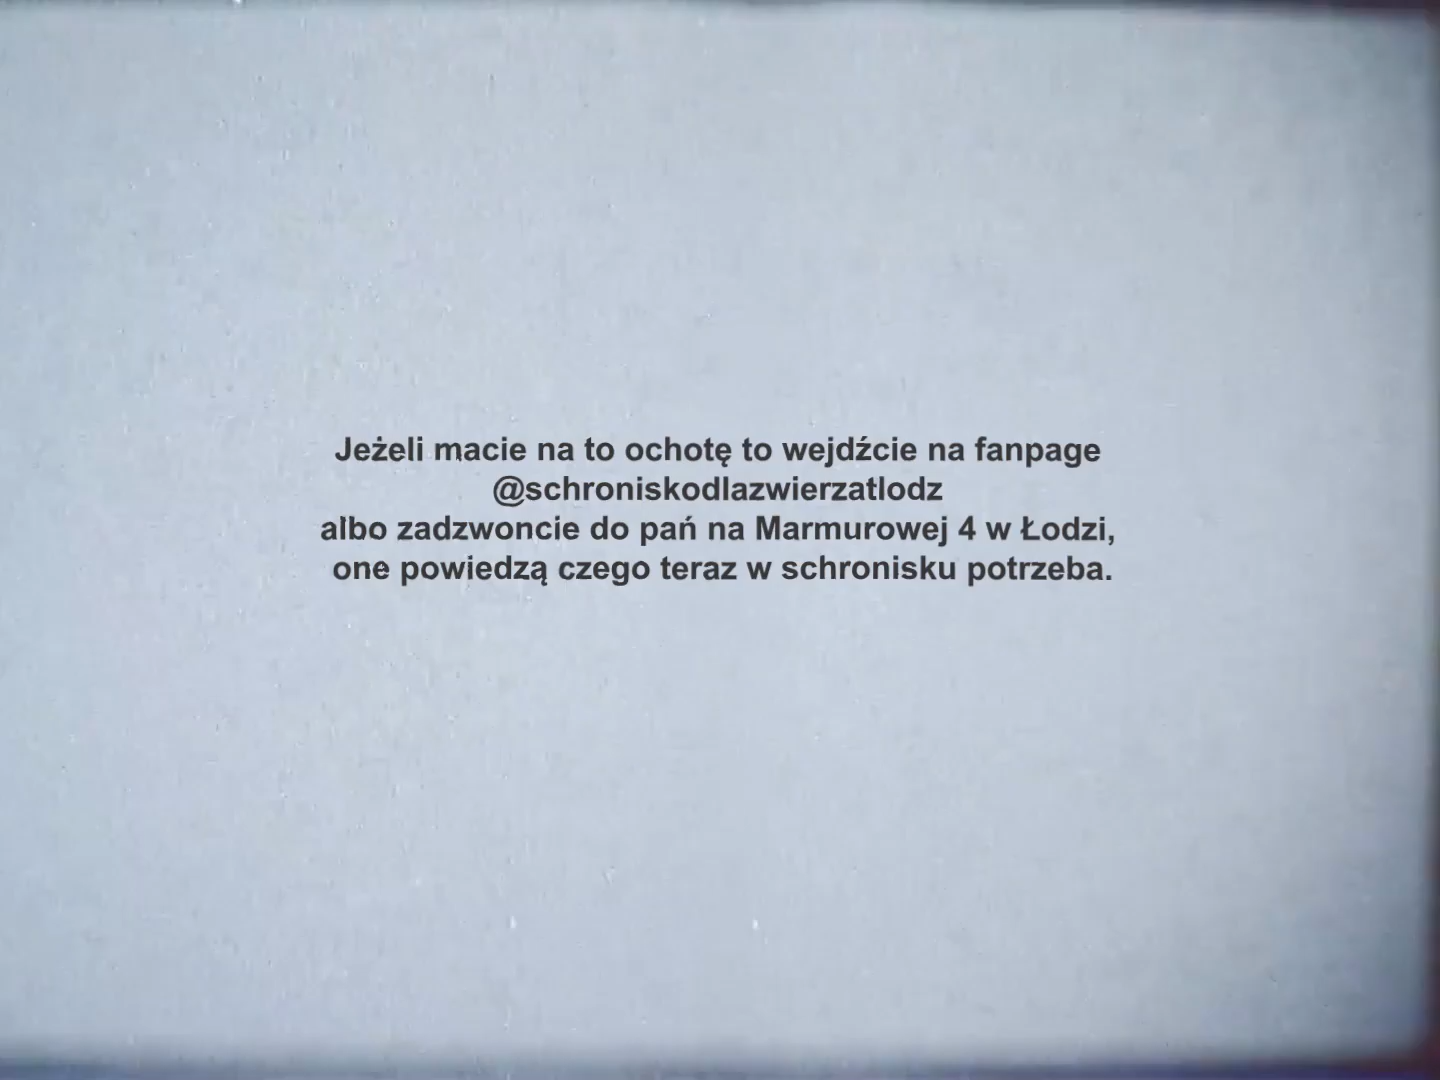 Jeżeli macie na to ochotę to wejdźcie na fanpage
@schroniskodlazwierzatlodz
albo zadzwoncie do pań na Marmurowej 4 w Łodzi,
one powiedzą czego teraz w schronisku potrzeba.